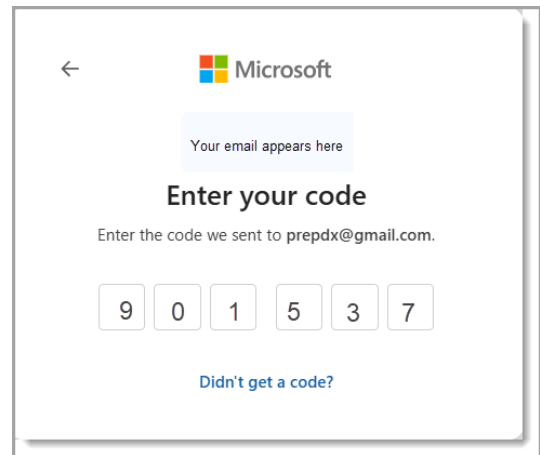 Microsoft
Your email appears here
Enter your code
Enter the code we sent to prepdx@gmail.com.
9 0 1 5 3 7
Didn't get a code?